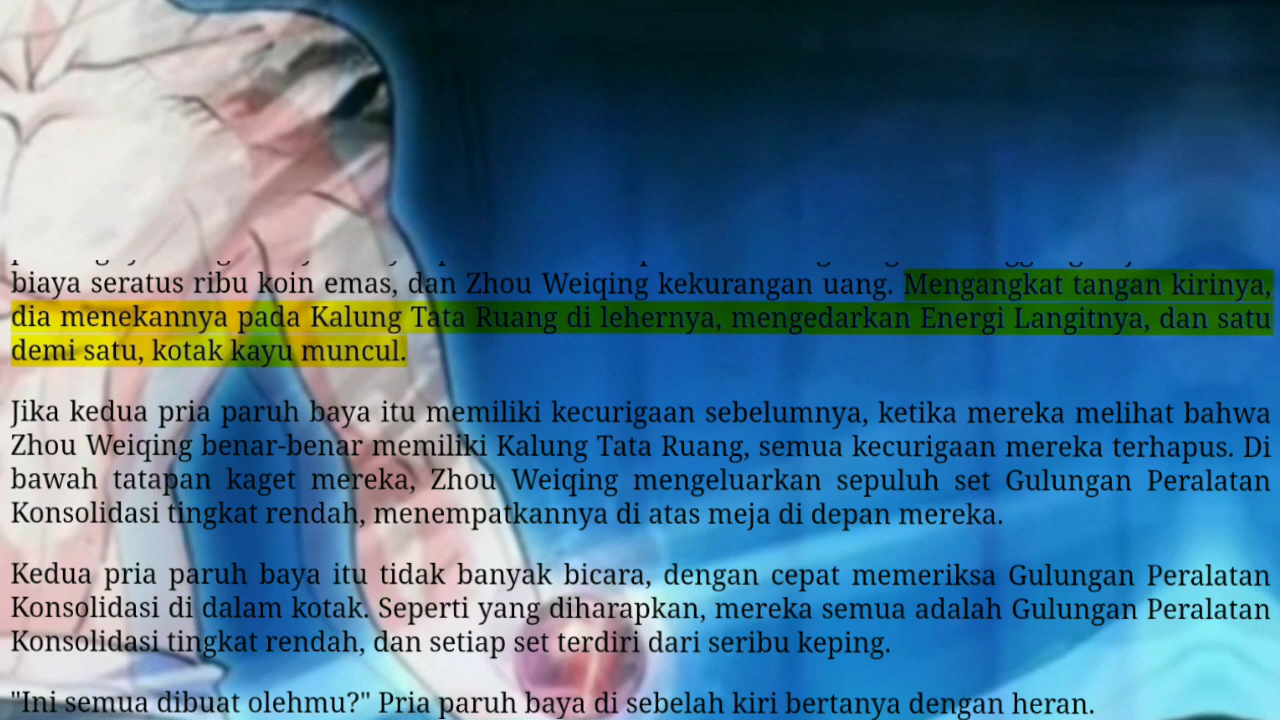 biaya seratus ribu koin emas, dan Zhou Weiqing kekurangan uang. Mengangkat tangan kirinya,
dia menekannya pada Kalung Tata Ruang di lehernya, mengedarkan Energi Langitnya, dan satu
demi satu, kotak kayu muncul.
Jika kedua pria paruh baya itu memiliki kecurigaan sebelumnya, ketika mereka melihat bahwa
Zhou Weiqing benar-benar memiliki Kalung Tata Ruang, semua kecurigaan mereka terhapus. Di
bawah tatapan kaget mereka, Zhou Weiqing mengeluarkan sepuluh set Gulungan Peralatan
Konsolidasi tingkat rendah, menempatkannya di atas meja di depan mereka.
Kedua pria paruh baya itu tidak banyak bicara, dengan cepat memeriksa Gulungan Peralatan
Konsolidasi di dalam kotak. Seperti yang diharapkan, mereka semua adalah Gulungan Peralatan
Konsolidasi tingkat rendah, dan setiap set terdiri dari seribu keping.
"Ini semua dibuat olehmu?" Pria paruh baya di sebelah kiri bertanya dengan heran.